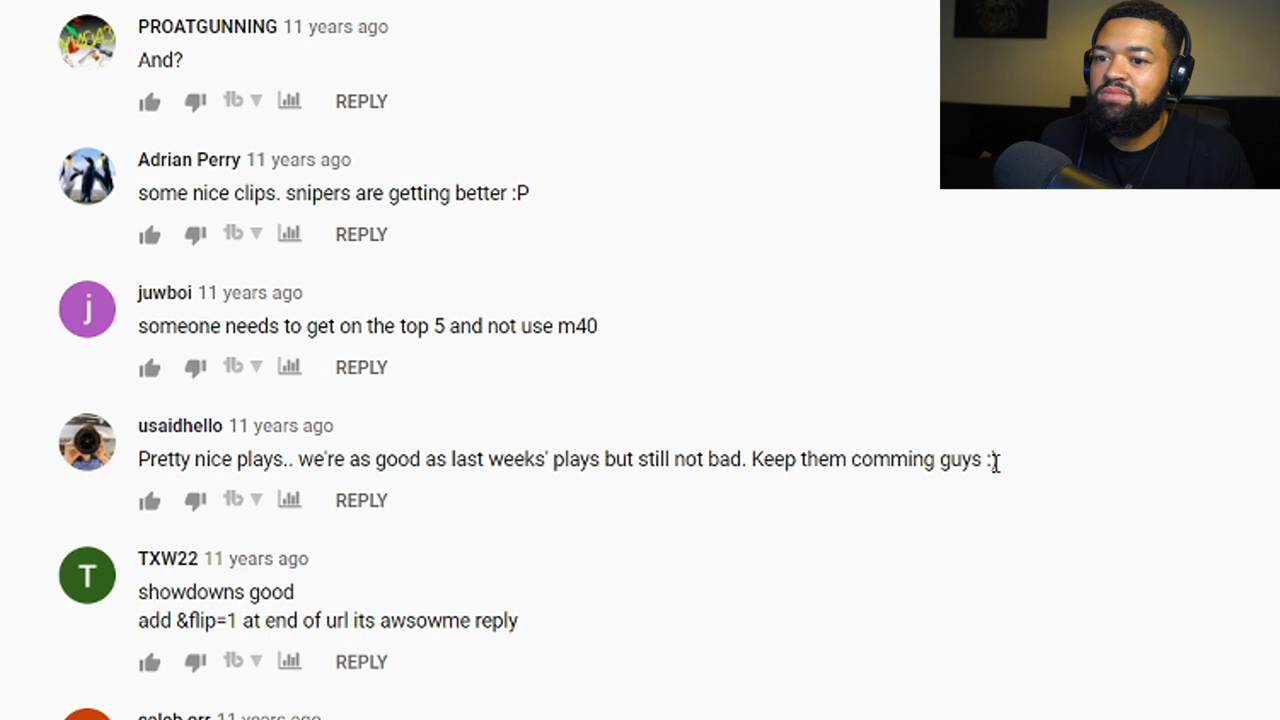 PROATGUNNING 11 years ago
And?
REPLY
Adrian Perry 11 years ago
some nice clips. snipers are getting better :P
REPLY
juwboi 11 years ago
someone needs to get on the top 5 and not use m40
REPLY
usaidhello 11 years ago
Pretty nice plays.. we're as good as last weeks' plays but still not bad. Keep them comming guys :)
REPLY
TXW22 11 years ago
showdowns good
add &flip=1 at end of url its awsowme reply
REPLY
11 years ago